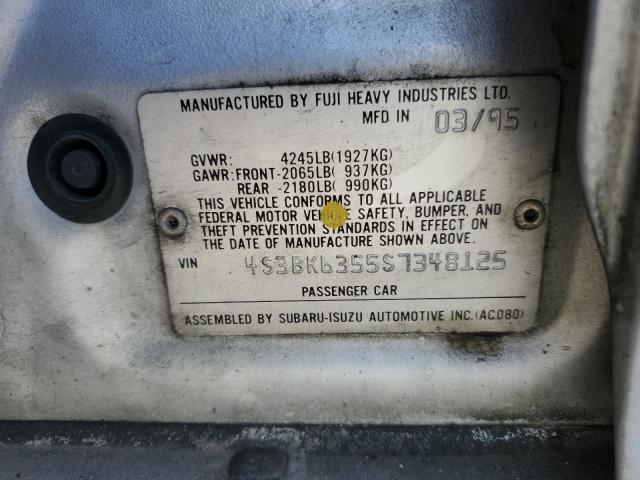 MANUFACTURED BY FUJI HEAVY INDUSTRIES LTD.
MFD IN 03/95
GVWR: 4245LB(1927KG)
GAWR:FRONT-2065LB( 937KG)
REAR -2180LB( 990KG)
THIS VEHICLE CONFORMS TO ALL APPLICABLE
FEDERAL MOTOR VEHICLE SAFETY, BUMPER, AND
THEFT PREVENTION STANDARDS IN EFFECT ON
THE DATE OF MANUFACTURE SHOWN ABOVE.
VIN 4S3BK6355S7348125
PASSENGER CAR
ASSEMBLED BY SUBARU-ISUZU AUTOMOTIVE INC.(AC080)